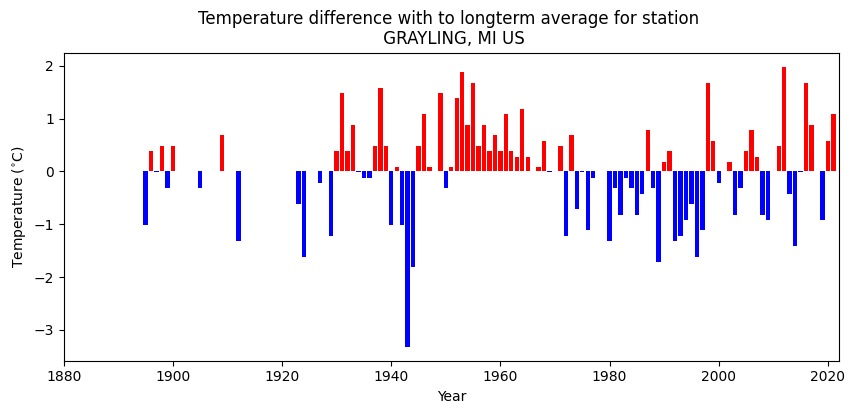 Temperature difference with to longterm average for station
GRAYLING, MI US
Temperature (°C)
2
1
0
−1
−2
−3
1880 1900 1920 1940 1960 1980 2000 2020
Year